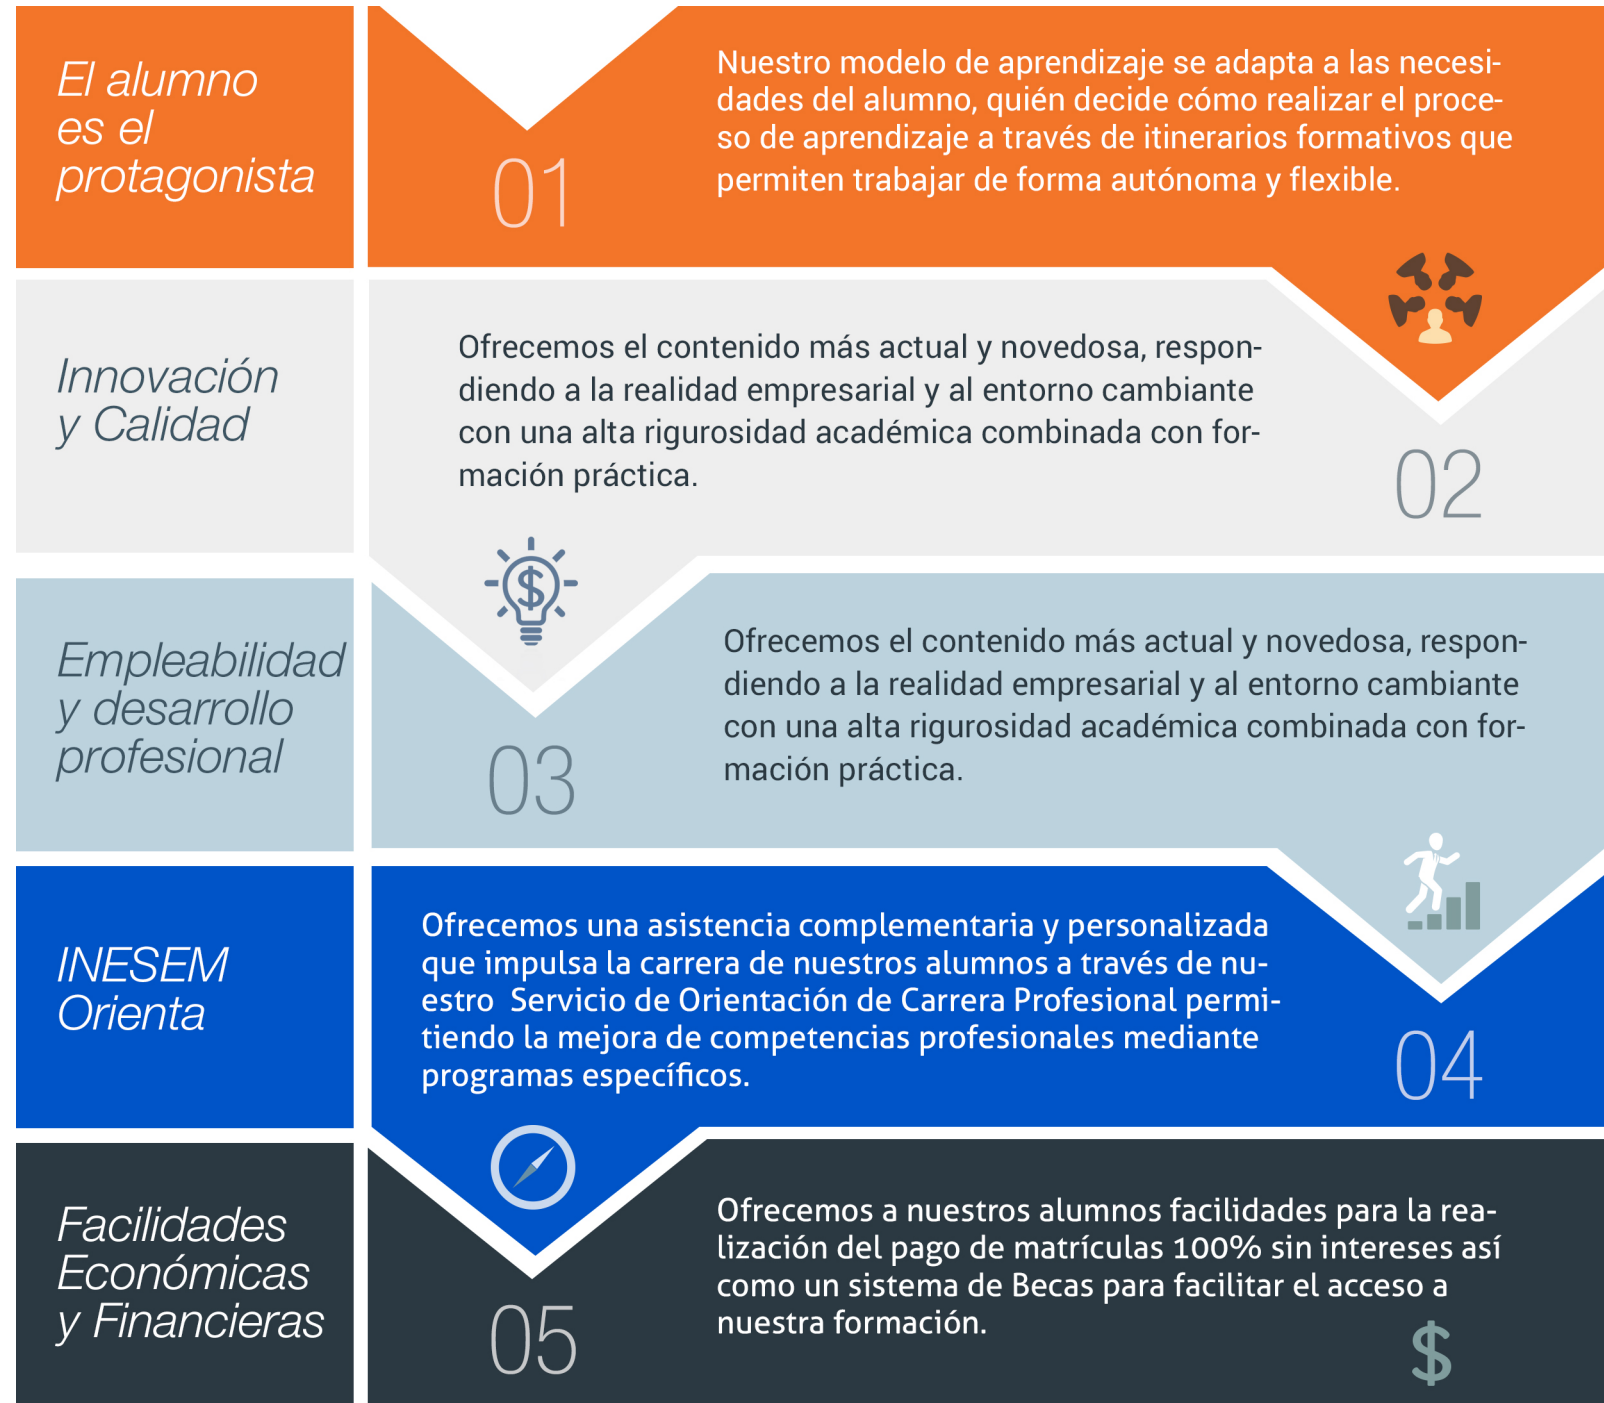 El alumno
es el
protagonista
01
Nuestro modelo de aprendizaje se adapta a las necesi-
dades del alumno, quién decide cómo realizar el proce-
so de aprendizaje a través de itinerarios formativos que
permiten trabajar de forma autónoma y flexible.
Innovación
y Calidad
Ofrecemos el contenido más actual y novedosa, respon-
diendo a la realidad empresarial y al entorno cambiante
con una alta rigurosidad académica combinada con for-
mación práctica.
02
$
Empleabilidad
y desarrollo
profesional
03
Ofrecemos el contenido más actual y novedosa, respon-
diendo a la realidad empresarial y al entorno cambiante
con una alta rigurosidad académica combinada con for-
mación práctica.
INESEM
Orienta
Ofrecemos una asistencia complementaria y personalizada
que impulsa la carrera de nuestros alumnos a través de nu-
estro  Servicio de Orientación de Carrera Profesional permi-
tiendo la mejora de competencias profesionales mediante
programas específicos.
04
Facilidades
Económicas
y Financieras
05
Ofrecemos a nuestros alumnos facilidades para la rea-
lización del pago de matrículas 100% sin intereses así
como un sistema de Becas para facilitar el acceso a
nuestra formación.
$